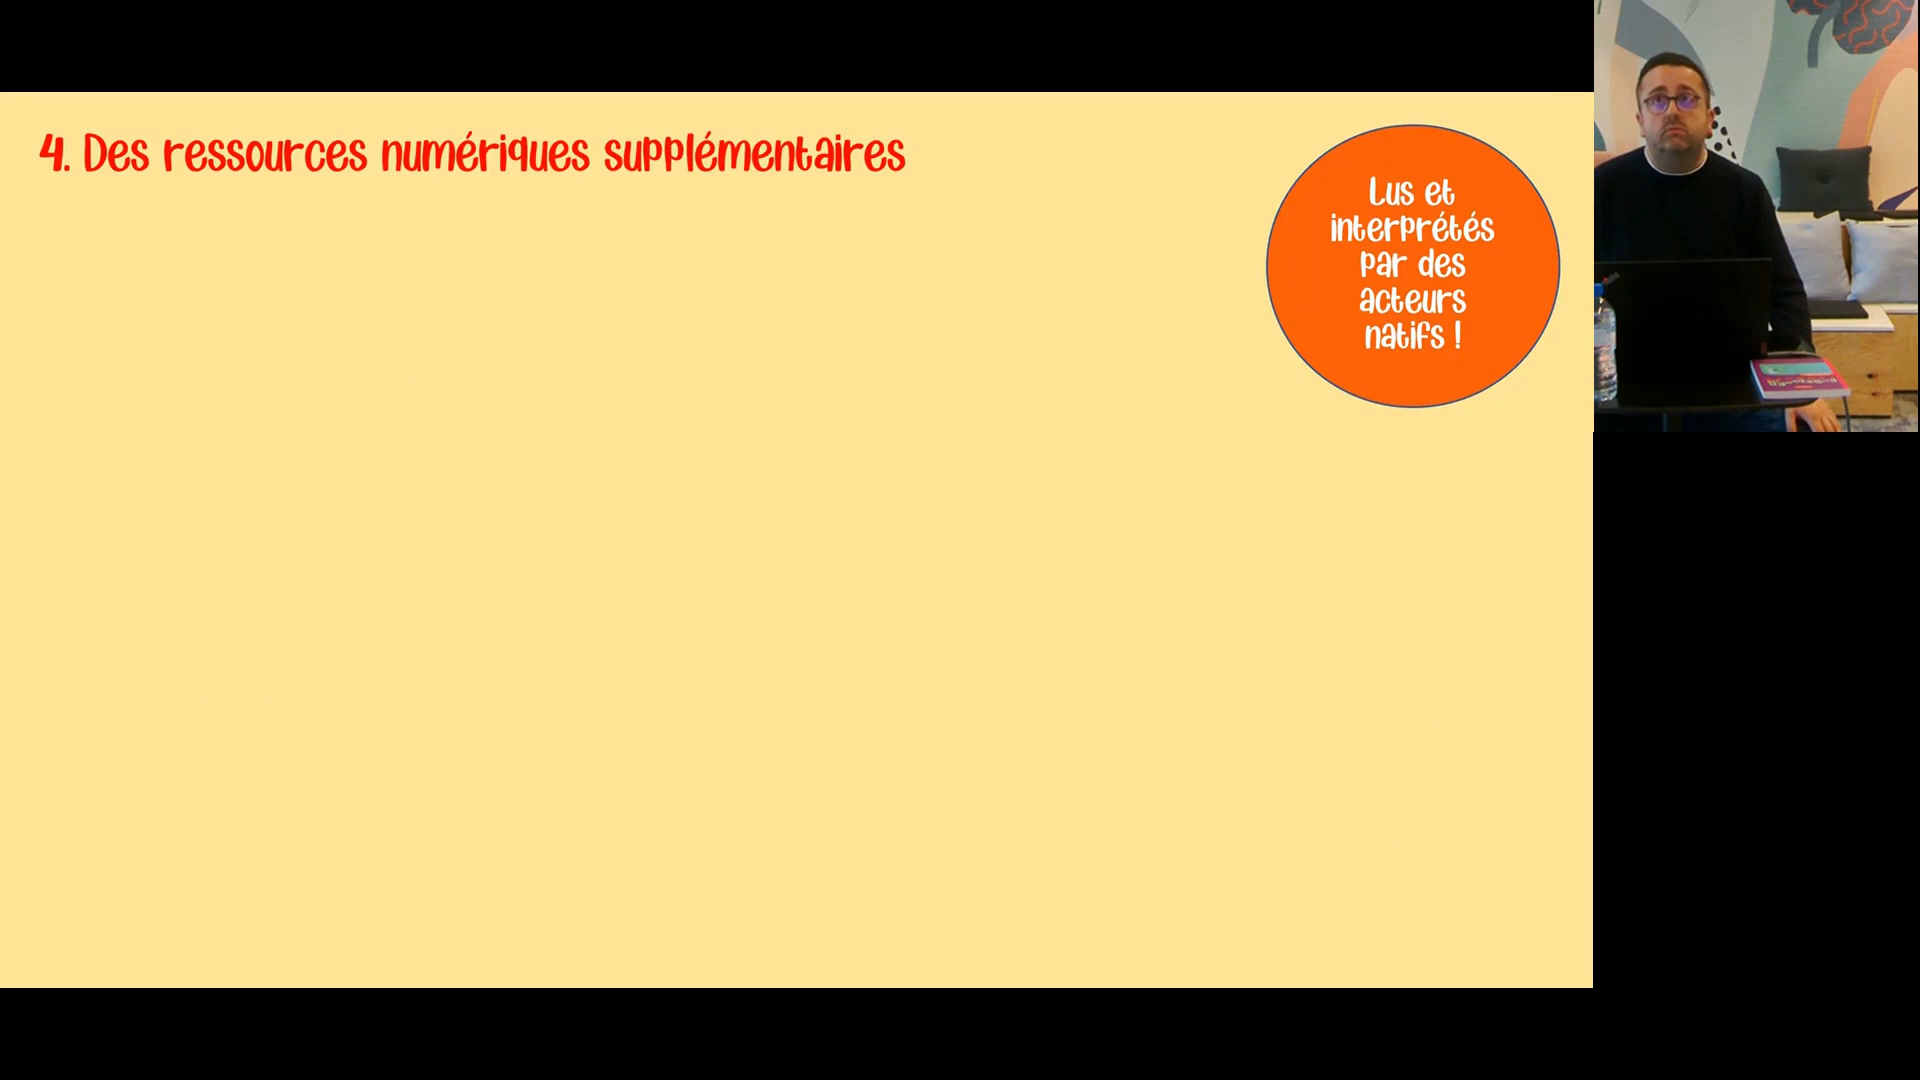 4. Des ressources numériques supplémentaires
Lus et
interprétés
par des
acteurs
natifs !